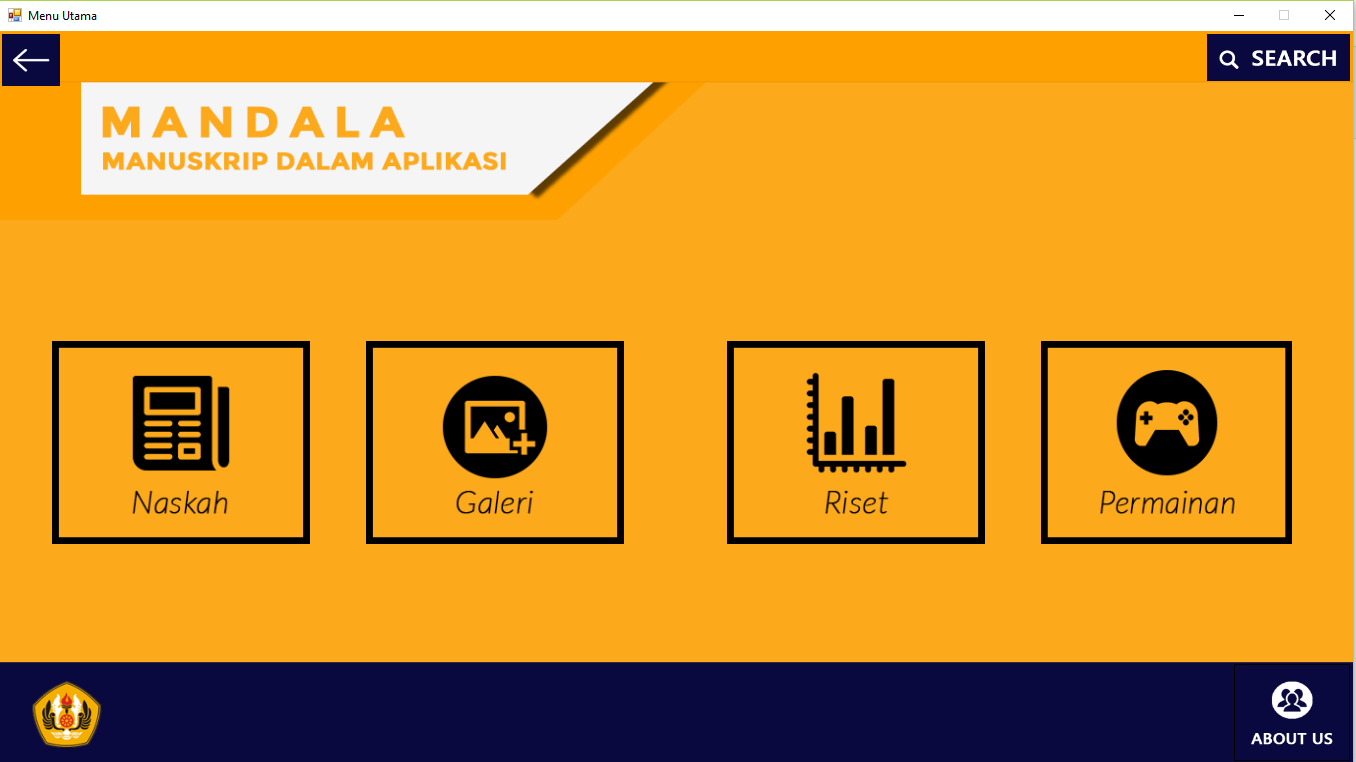 Menu Utama
SEARCH
MANDALA
MANUSKRIP DALAM APLIKASI
Naskah
Galeri
Riset
Permainan
ABOUT US